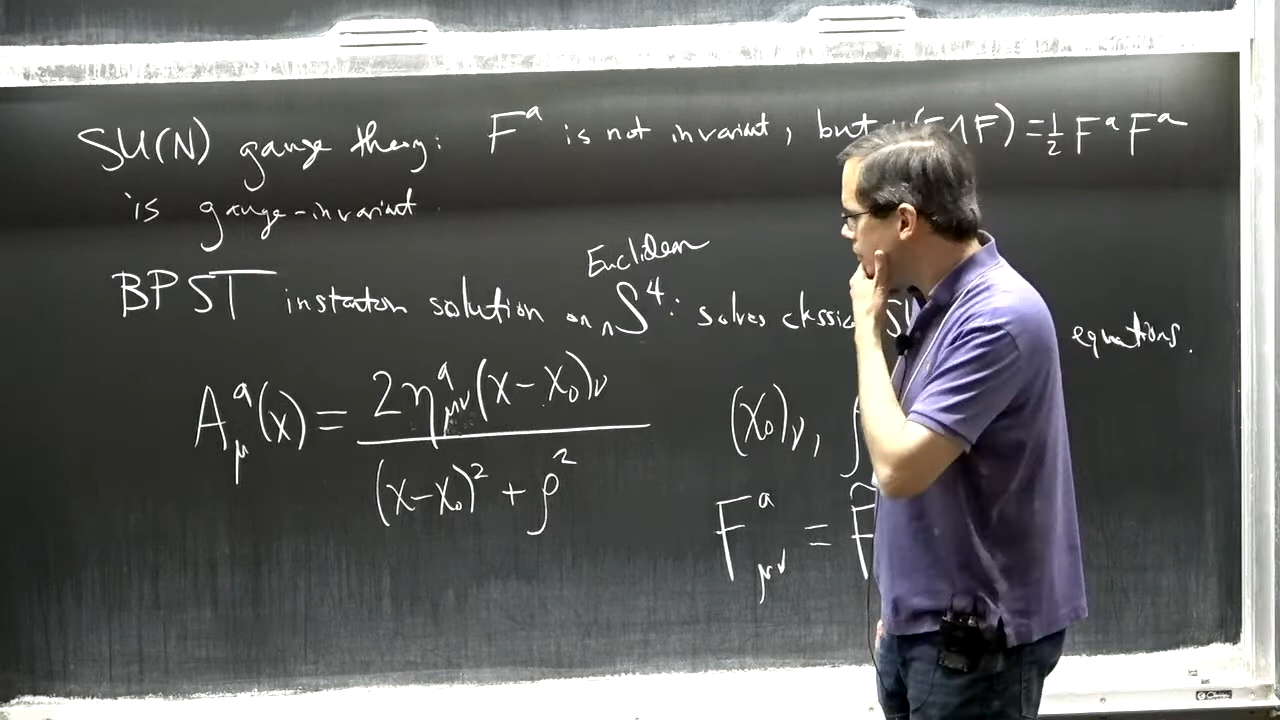 SU(N) gauge theory: F^a is not invariant, but ∧F) = 1/2 F^a F^a
is gauge-invariant
Euclidean
BPST instanton solution on S^4: solves classic equations.
A_μ^a(x) = 2η^a_μν(x-x_0)_ν / (x-x_0)^2 + ρ^2
(x_0)_ν,
F^a_μν = F̃